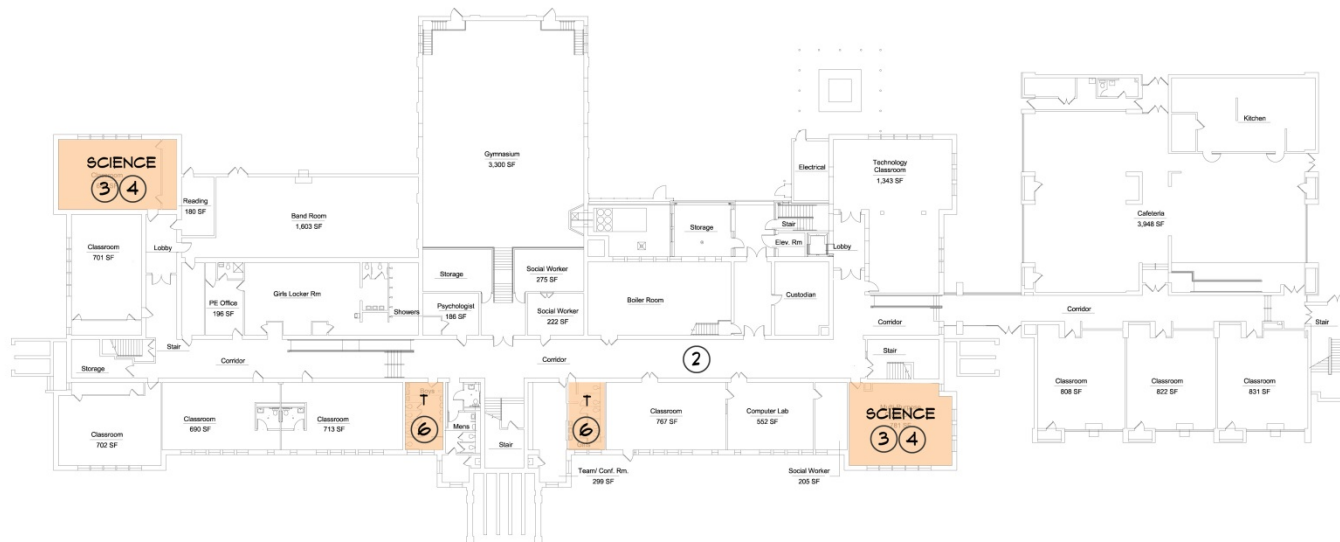 Gymnasium
3,300 SF
Kitchen
SCIENCE
Classroom
3 4
Electrical
Technology
Classroom
1,343 SF
Reading
180 SF
Band Room
1,603 SF
Cafeteria
3,948 SF
Storage
Stair
Lobby
Elev. Rm
Lobby
Classroom
701 SF
Storage
Social Worker
275 SF
Girls Locker Rm
PE Office
196 SF
Showers
Psychologist
186 SF
Social Worker
222 SF
Boiler Room
Custodian
Corridor
Stair
Corridor
Stair
Storage
Corridor
Corridor
2
Stair
Classroom
808 SF
Classroom
822 SF
Classroom
831 SF
Classroom
702 SF
Classroom
690 SF
Classroom
713 SF
Boys
T
6
Mens
Stair
T
6
Classroom
767 SF
Computer Lab
552 SF
SCIENCE
3 4
Team/ Conf. Rm.
299 SF
Social Worker
205 SF